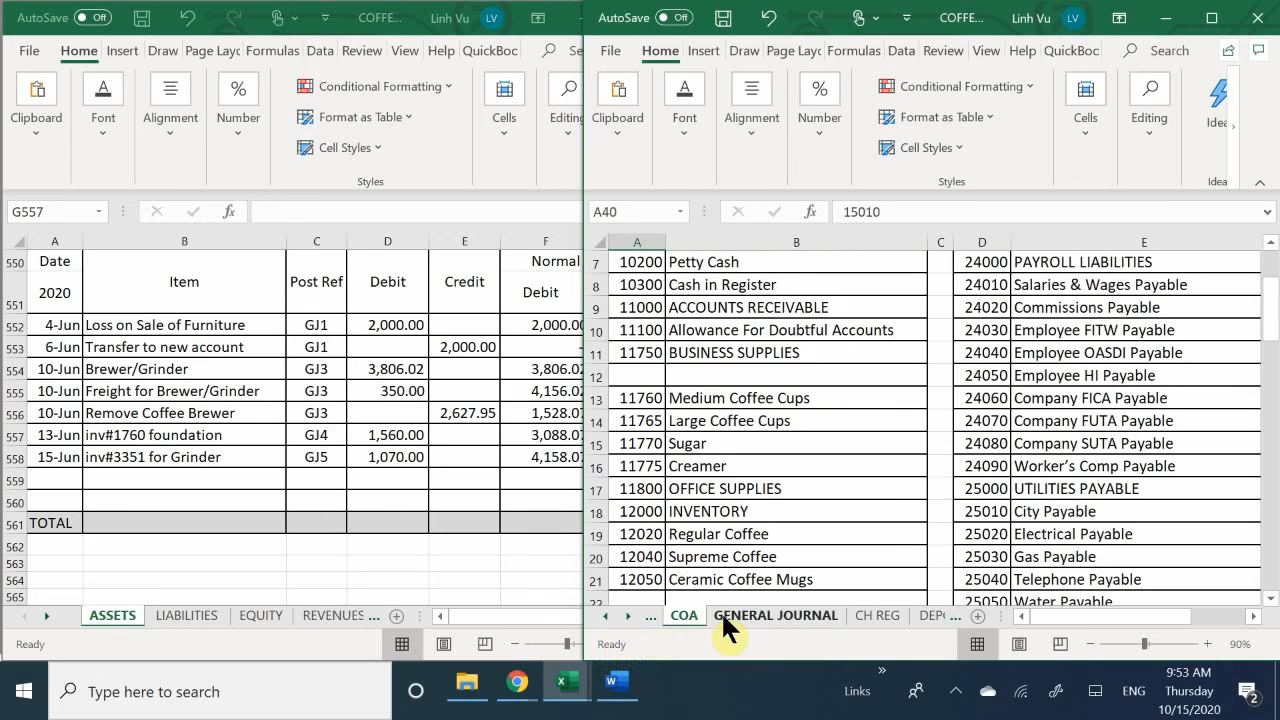 AutoSave Off COFFE... Linh Vu LV
File Home Insert Draw Page Layc Formulas Data Review View Help QuickBoc Se
Clipboard Font Alignment Number Conditional Formatting Format as Table Cell Styles Cells Editing
Styles
G557
A B C D E F
550 Date Item Post Ref Debit Credit Normal
551 2020 Debit
552 4-Jun Loss on Sale of Furniture GJ1 2,000.00 2,000.00
553 6-Jun Transfer to new account GJ1 2,000.00 -
554 10-Jun Brewer/Grinder GJ3 3,806.02 3,806.02
555 10-Jun Freight for Brewer/Grinder GJ3 350.00 4,156.02
556 10-Jun Remove Coffee Brewer GJ3 2,627.95 1,528.07
557 13-Jun inv#1760 foundation GJ4 1,560.00 3,088.07
558 15-Jun inv#3351 for Grinder GJ5 1,070.00 4,158.07
559
560
561 TOTAL
562
563
564
565
ASSETS LIABILITIES EQUITY REVENUES ...
Ready
AutoSave Off COFFE... Linh Vu LV
File Home Insert Draw Page Layc Formulas Data Review View Help QuickBoc Search
Clipboard Font Alignment Number Conditional Formatting Format as Table Cell Styles Cells Editing Idea
Styles Idea
A40 15010
A B C D E
7 10200 Petty Cash 24000 PAYROLL LIABILITIES
8 10300 Cash in Register 24010 Salaries & Wages Payable
9 11000 ACCOUNTS RECEIVABLE 24020 Commissions Payable
10 11100 Allowance For Doubtful Accounts 24030 Employee FITW Payable
11 11750 BUSINESS SUPPLIES 24040 Employee OASDI Payable
12 24050 Employee HI Payable
13 11760 Medium Coffee Cups 24060 Company FICA Payable
14 11765 Large Coffee Cups 24070 Company FUTA Payable
15 11770 Sugar 24080 Company SUTA Payable
16 11775 Creamer 24090 Worker's Comp Payable
17 11800 OFFICE SUPPLIES 25000 UTILITIES PAYABLE
18 12000 INVENTORY 25010 City Payable
19 12020 Regular Coffee 25020 Electrical Payable
20 12040 Supreme Coffee 25030 Gas Payable
21 12050 Ceramic Coffee Mugs 25040 Telephone Payable
22 25050 Water Payable
... COA GENERAL JOURNAL CH REG DEPC ...
Ready 90%
Type here to search Links ENG 9:53 AM
Thursday
10/15/2020 2